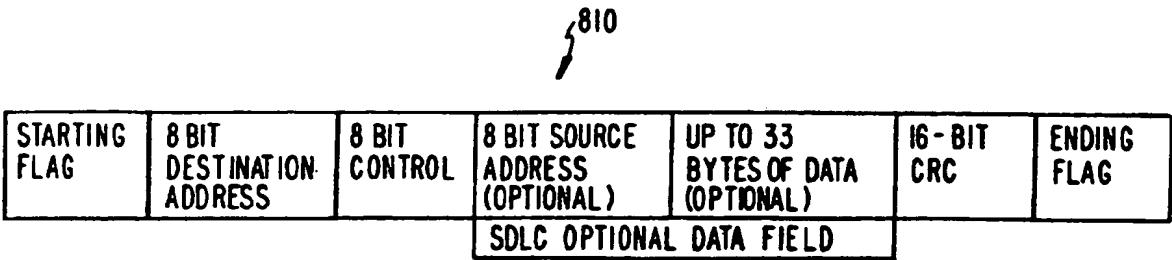 810
STARTING FLAG
8 BIT DESTINATION ADDRESS
8 BIT CONTROL
8 BIT SOURCE ADDRESS (OPTIONAL)
UP TO 33 BYTES OF DATA (OPTIONAL)
16-BIT CRC
ENDING FLAG
SDLC OPTIONAL DATA FIELD